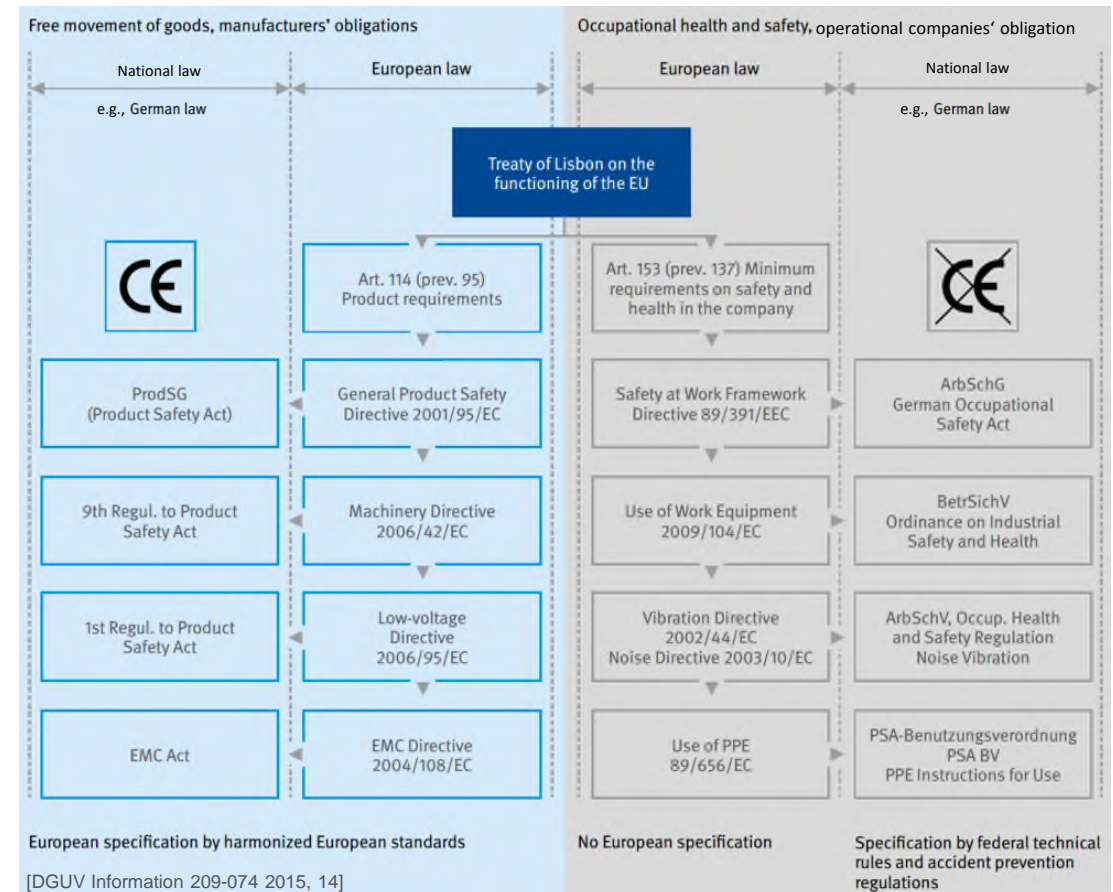 Free movement of goods, manufacturers' obligations
Occupational health and safety, operational companies' obligation
National law
European law
European law
National law
e.g., German law
e.g., German law
Treaty of Lisbon on the
functioning of the EU
CE
Art. 114 (prev. 95)
Product requirements
Art. 153 (prev. 137) Minimum
requirements on safety and
health in the company
CE
ProdSG
(Product Safety Act)
General Product Safety
Directive 2001/95/EC
Safety at Work Framework
Directive 89/391/EEC
ArbSchG
German Occupational
Safety Act
9th Regul. to Product
Safety Act
Machinery Directive
2006/42/EC
Use of Work Equipment
2009/104/EC
BetrSichV
Ordinance on Industrial
Safety and Health
1st Regul. to Product
Safety Act
Low-voltage
Directive
2006/95/EC
Vibration Directive
2002/44/EC
Noise Directive 2003/10/EC
ArbSchV, Occup. Health
and Safety Regulation
Noise Vibration
EMC Act
EMC Directive
2004/108/EC
Use of PPE
89/656/EC
PSA-Benutzungsverordnung
PSA BV
PPE Instructions for Use
European specification by harmonized European standards
No European specification
Specification by federal technical
rules and accident prevention
regulations
[DGUV Information 209-074 2015, 14]